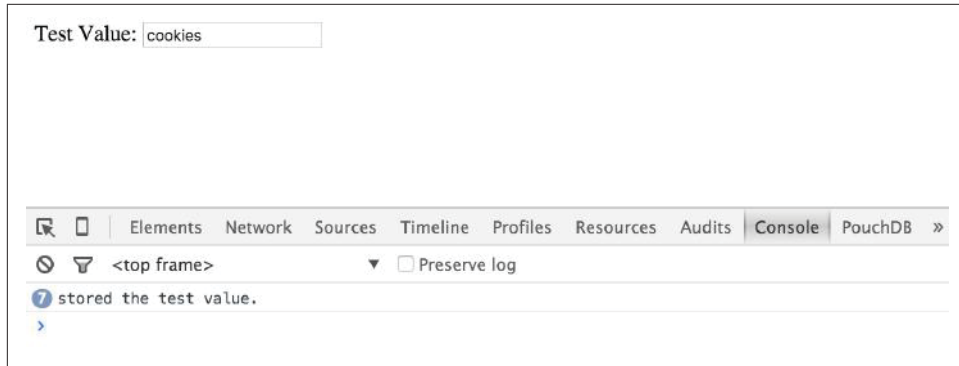 Test Value: cookies
Elements Network Sources Timeline Profiles Resources Audits Console PouchDB »
<top frame> ▼ Preserve log
7 stored the test value.
>